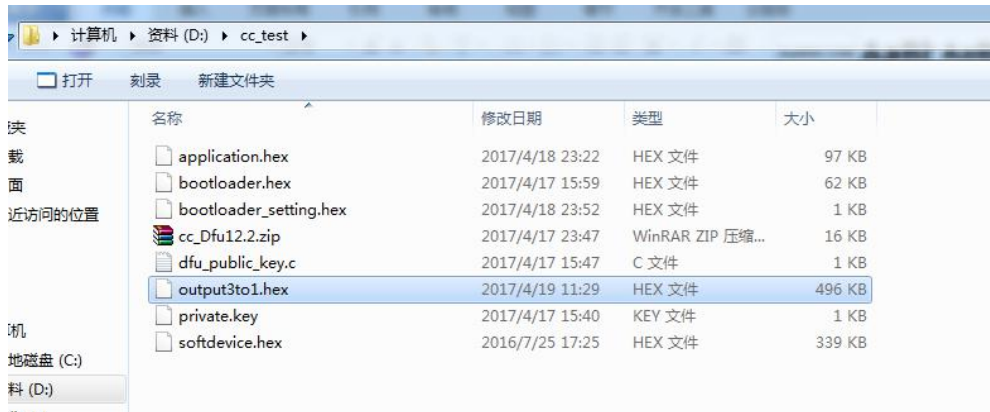 计算机 资料 (D:) cc_test
打开 刻录 新建文件夹
名称 修改日期 类型 大小
application.hex 2017/4/18 23:22 HEX 文件 97 KB
bootloader.hex 2017/4/17 15:59 HEX 文件 62 KB
bootloader_setting.hex 2017/4/18 23:52 HEX 文件 1 KB
cc_Dfu12.2.zip 2017/4/17 23:47 WinRAR ZIP 压缩... 16 KB
dfu_public_key.c 2017/4/17 15:47 C 文件 1 KB
output3to1.hex 2017/4/19 11:29 HEX 文件 496 KB
private.key 2017/4/17 15:40 KEY 文件 1 KB
softdevice.hex 2016/7/25 17:25 HEX 文件 339 KB
夹
载
面
近访问的位置
机
地磁盘 (C:)
料 (D:)